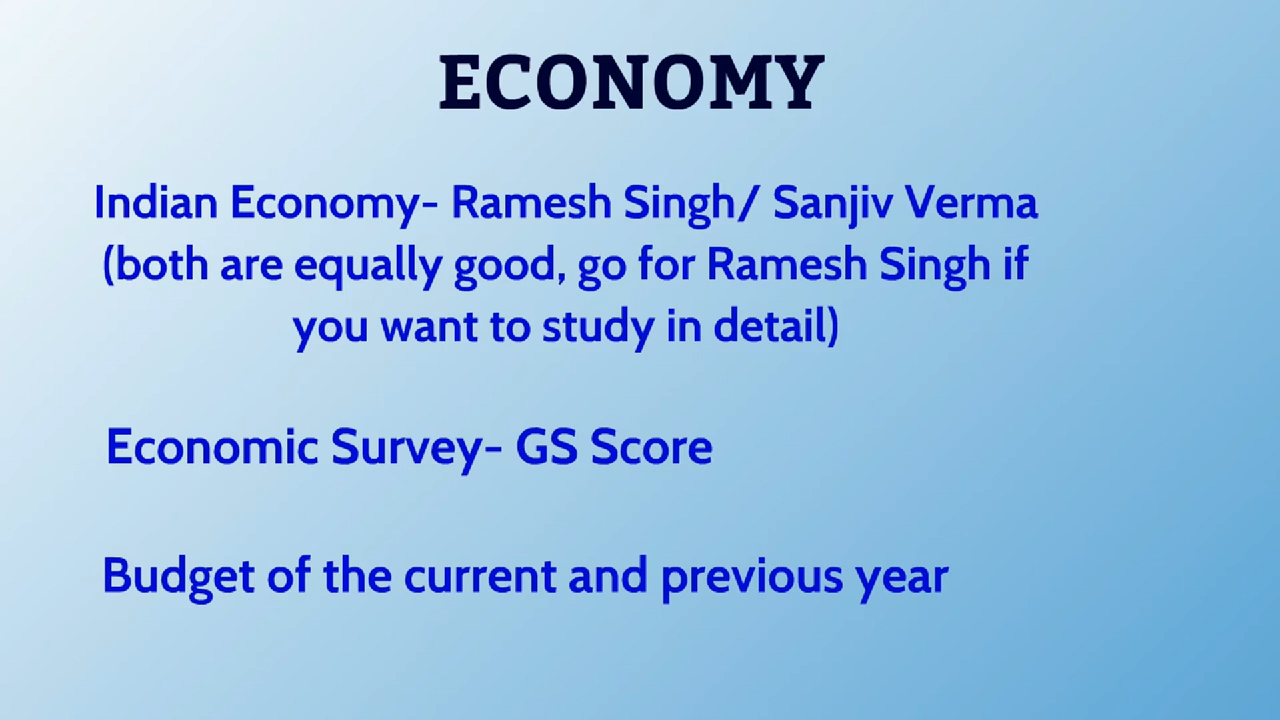 ECONOMY
Indian Economy- Ramesh Singh/ Sanjiv Verma
(both are equally good, go for Ramesh Singh if
you want to study in detail)
Economic Survey- GS Score
Budget of the current and previous year